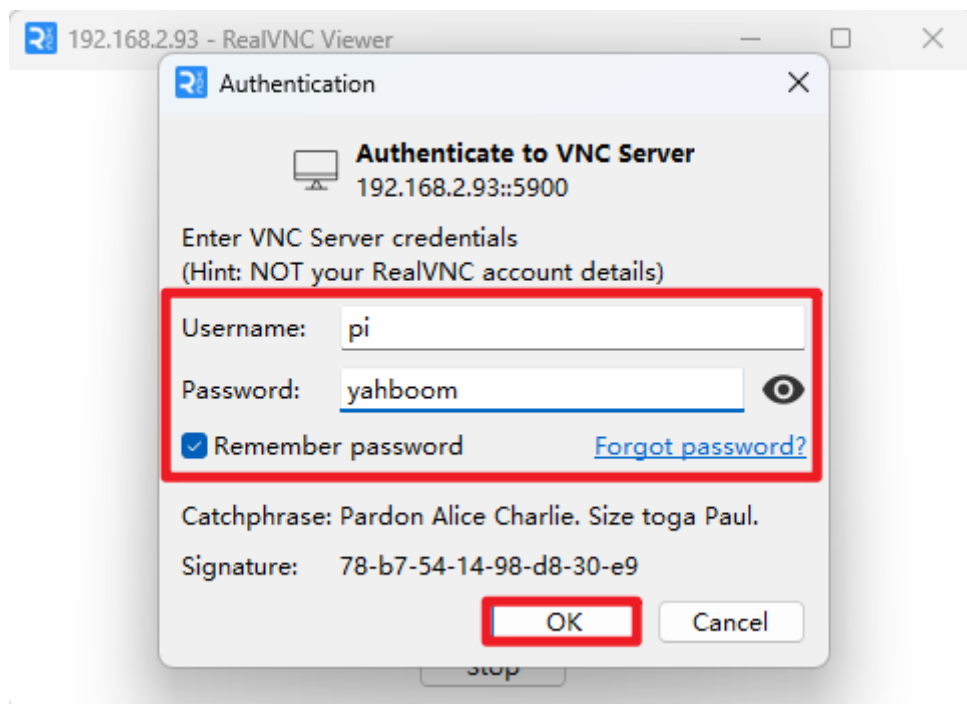 192.168.2.93 - RealVNC Viewer
Authentication
Authenticate to VNC Server
192.168.2.93::5900
Enter VNC Server credentials
(Hint: NOT your RealVNC account details)
Username: pi
Password: yahboom
Remember password Forgot password?
Catchphrase: Pardon Alice Charlie. Size toga Paul.
Signature: 78-b7-54-14-98-d8-30-e9
OK Cancel
Stop